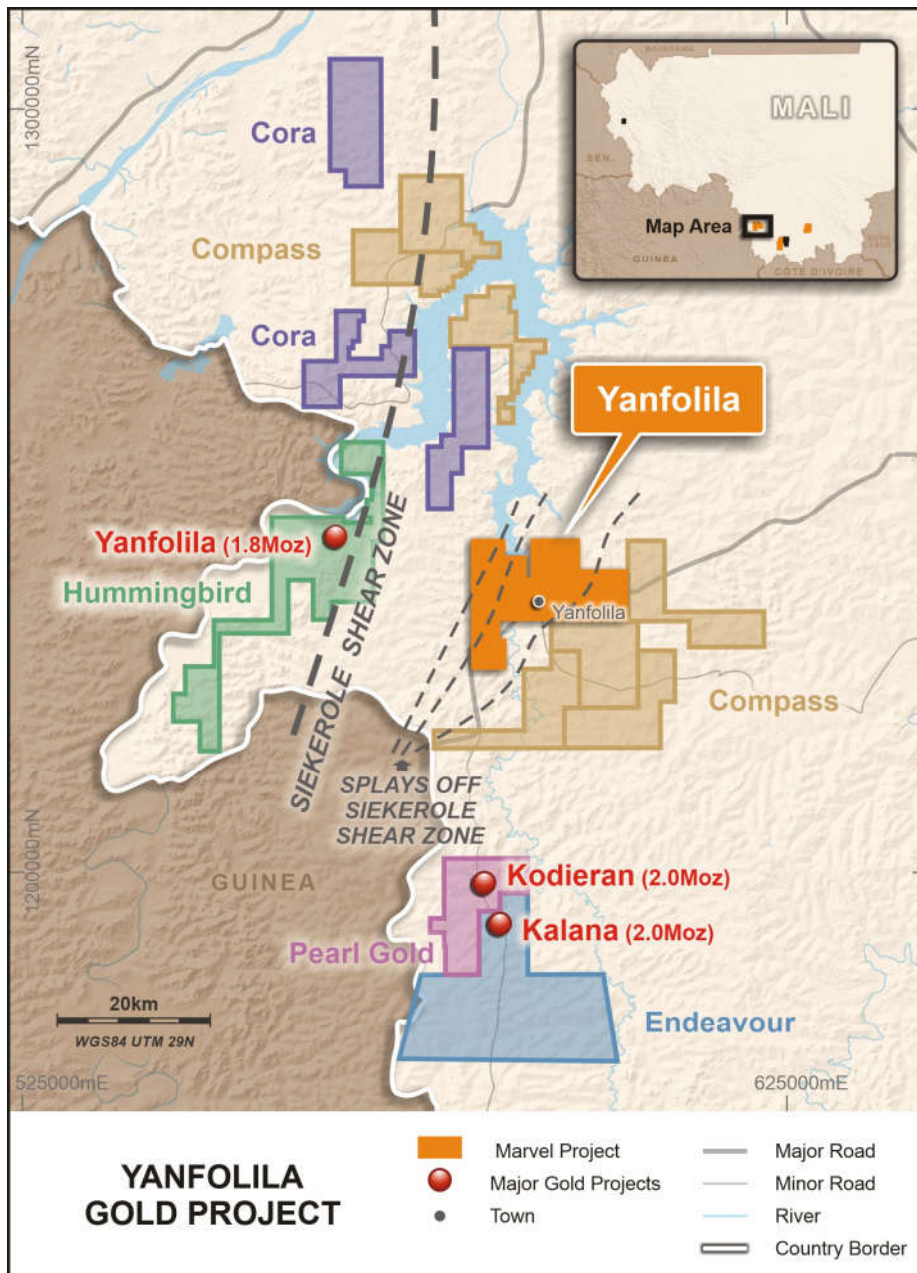 1300000mN
Cora
MAURITANIA
MALI
SEN.
Map Area
GUINEA
COTE D'IVOIRE
Compass
Cora
Yanfolila
Yanfolila (1.8Moz)
Hummingbird
SIEKEROLE SHEAR ZONE
Yanfolila
Compass
SPLAYS OFF
SIEKEROLE
SHEAR ZONE
1200000mN
GUINEA
Kodieran (2.0Moz)
Kalana (2.0Moz)
Pearl Gold
Endeavour
20km
WGS84 UTM 29N
525000mE
625000mE
YANFOLILA
GOLD PROJECT
Marvel Project
Major Gold Projects
Town
Major Road
Minor Road
River
Country Border